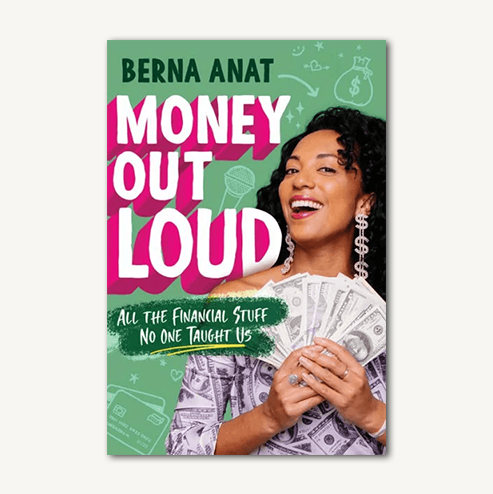 BERNA ANAT
MONEY
OUT
LOUD
ALL THE FINANCIAL STUFF
NO ONE TAUGHT US